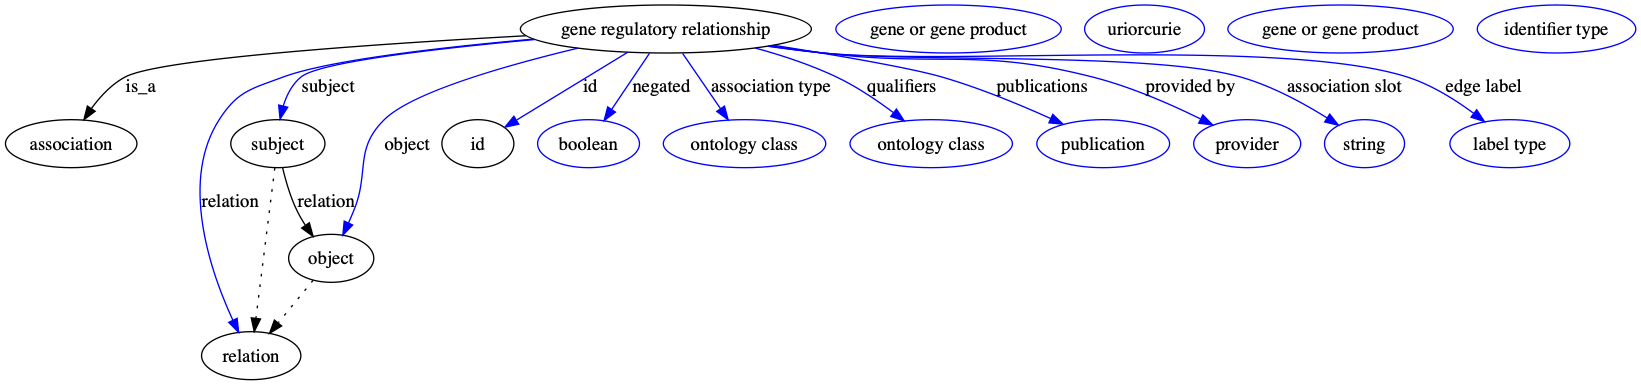 gene regulatory relationship
gene or gene product
uriorcurie
gene or gene product
identifier type
is_a
subject
object
id
negated
association type
qualifiers
publications
provided by
association slot
edge label
association
subject
id
boolean
ontology class
ontology class
publication
provider
string
label type
relation
relation
object
relation